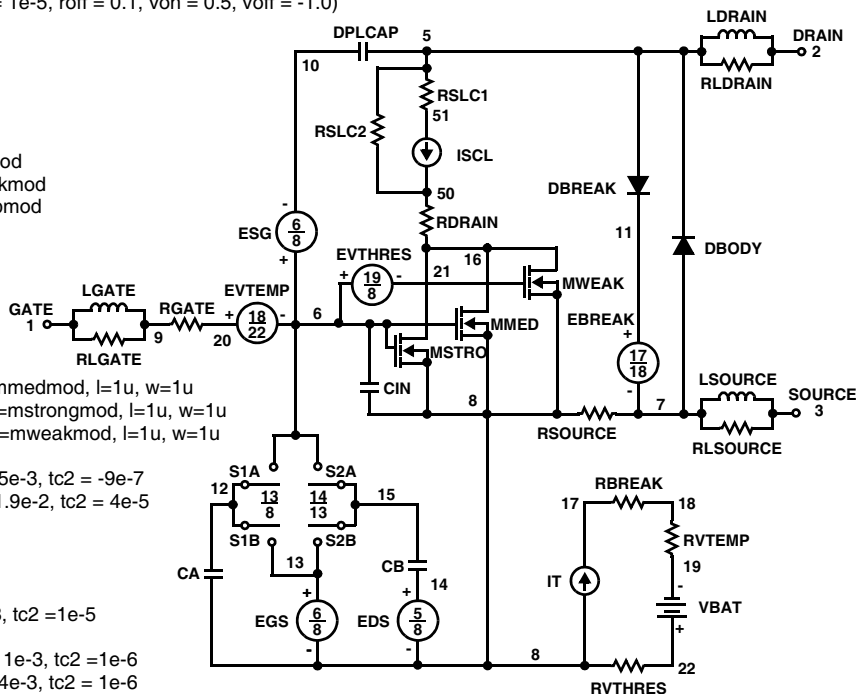 = 1e-5, roff = 0.1, von = 0.5, voff = -1.0)
LDRAIN
DPLCAP
5
DRAIN
2
10
RLDRAIN
RSLC1
51
RSLC2
ISCL
od
kmod
omod
50
DBREAK
RDRAIN
ESG
6
8
-
+
11
DBODY
EVTHRES
+
19
8
-
16
21
MWEAK
LGATE
EVTEMP
GATE
1
RGATE
+
18
22
-
6
MMED
EBREAK
9
20
MSTRO
RLGATE
+
17
18
-
LSOURCE
CIN
SOURCE
3
mmedmod, l=1u, w=1u
=mstrongmod, l=1u, w=1u
=mweakmod, l=1u, w=1u
8
7
RSOURCE
RLSOURCE
5e-3, tc2 = -9e-7
1.9e-2, tc2 = 4e-5
S1A
S2A
12
13
8
14
13
15
S1B
S2B
RBREAK
17
18
RVTEMP
13
CA
CB
14
IT
19
-
VBAT
+
3, tc2 =1e-5
+
EGS
6
8
-
+
EDS
5
8
-
1e-3, tc2 =1e-6
4e-3, tc2 = 1e-6
8
22
RVTHRES